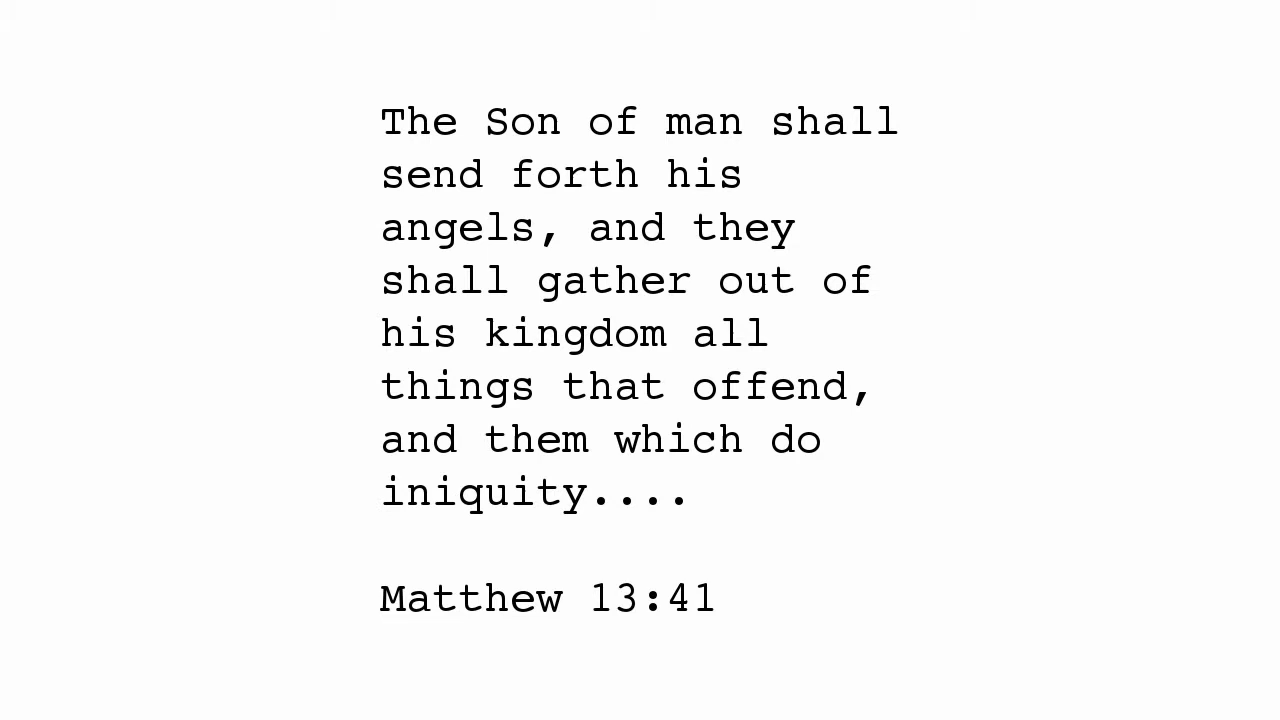 The Son of man shall
send forth his
angels, and they
shall gather out of
his kingdom all
things that offend,
and them which do
iniquity....
Matthew 13:41